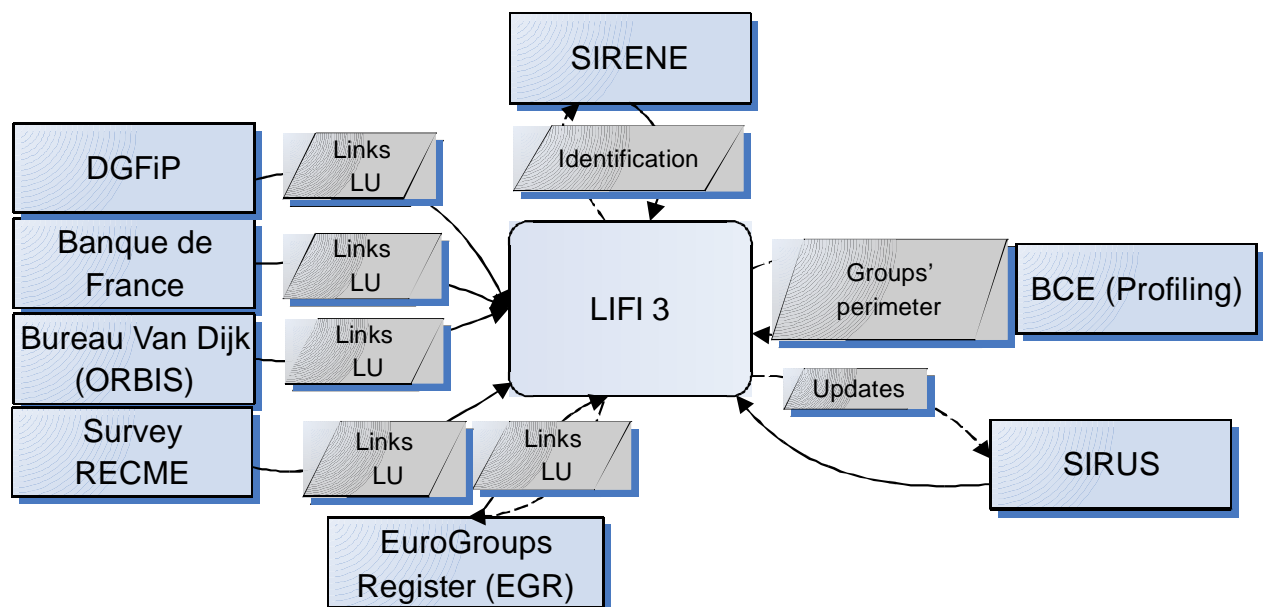 SIRENE
Identification
DGFiP
Links
LU
Banque de
France
Links
LU
Bureau Van Dijk
(ORBIS)
Links
LU
Survey
RECME
Links
LU
Links
LU
EuroGroups
Register (EGR)
LIFI 3
Groups’
perimeter
BCE (Profiling)
Updates
SIRUS